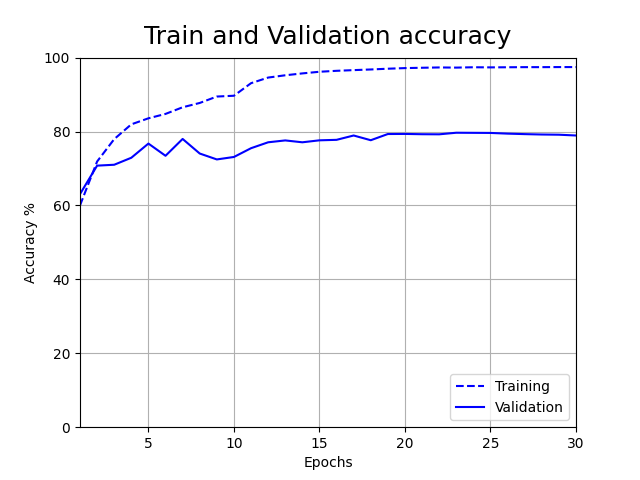 Train and Validation accuracy
100
80
60
40
20
0
Accuracy %
5 10 15 20 25 30
Epochs
Training
Validation